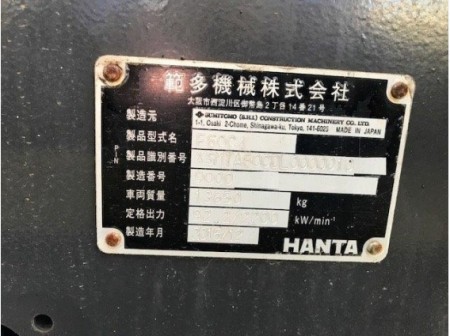 範多機械株式会社
大阪市西淀川区御幣島2丁目14番21号
製造元 SUMITOMO (S.H.I.) CONSTRUCTION MACHINERY CO. LTD.
1-1, Osaki 2-Chome, Shinagawa-ku, Tokyo, 141-6025 MADE IN JAPAN
製品型式名
PIN 製品識別番号
製造番号
車両質量 kg
定格出力 kW/min⁻¹
製造年月
HANTA